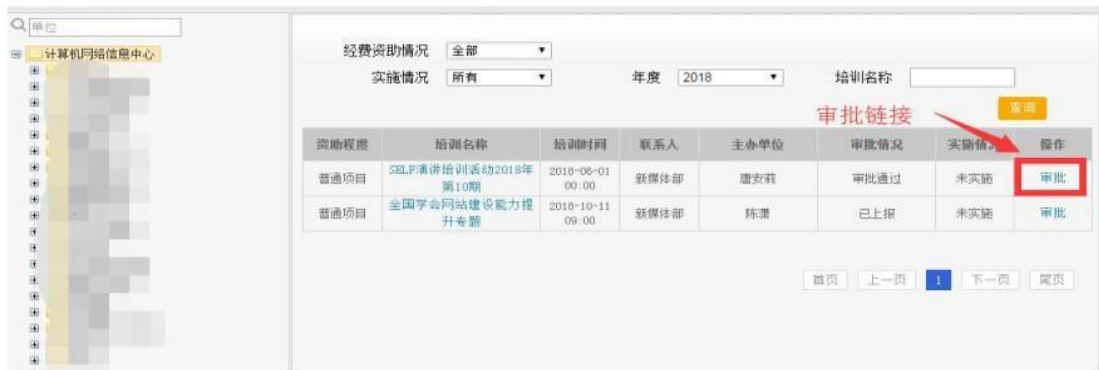 单位
计算机网络信息中心
经费资助情况 全部
实施情况 所有 年度 2018 培训名称
查询
审批链接
资助程度 培训名称 培训时间 联系人 主办单位 审批情况 实施情 操作
普通项目 SELF演讲培训活动2018年 2018-06-01 新媒体部 唐安莉 审批通过 未实施 审批
第10期 00:00
普通项目 全国学会网站建设能力提 2018-10-11 新媒体部 陈潇 已上报 未实施 审批
升专题 09:00
首页 上一页 1 下一页 尾页